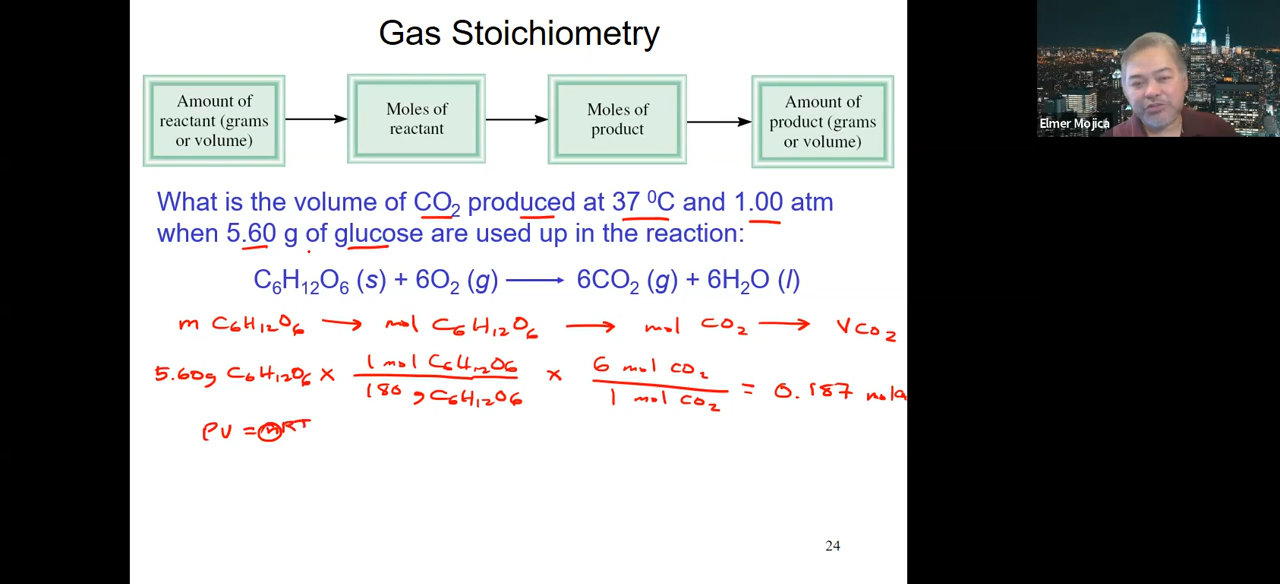 Gas Stoichiometry
Amount of
reactant (grams
or volume)
Moles of
reactant
Moles of
product
Amount of
product (grams
or volume)
Elmer Mojica
What is the volume of CO₂ produced at 37 ⁰C and 1.00 atm
when 5.60 g of glucose are used up in the reaction:
C₆H₁₂O₆ (s) + 6O₂ (g) ⟶ 6CO₂ (g) + 6H₂O (l)
m C₆H₁₂O₆ → mol C₆H₁₂O₆ → mol CO₂ → VCO₂
5.60g C₆H₁₂O₆ × 1 mol C₆H₁₂O₆ / 180 g C₆H₁₂O₆ × 6 mol CO₂ / 1 mol CO₂ = 0.187
PV = nRT
24